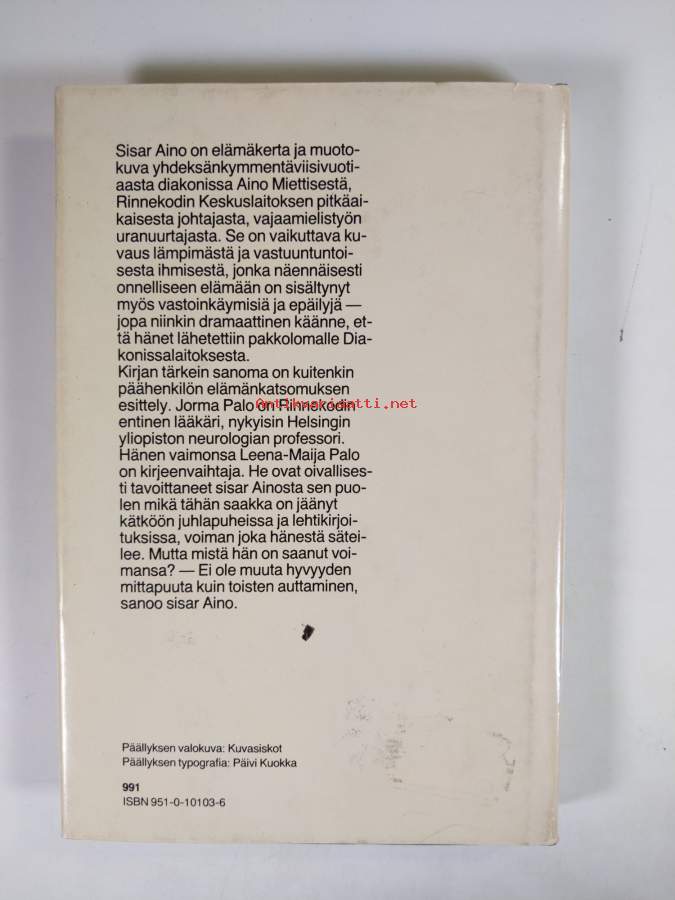 Sisar Aino on elämäkerta ja muoto-
kuva yhdeksänkymmentäviisivuoti-
aasta diakonissa Aino Miettisestä,
Rinnekodin Keskuslaitoksen pitkäai-
kaisesta johtajasta, vajaamielistyön
uranuurtajasta. Se on vaikuttava ku-
vaus lämpimästä ja vastuuntuntoi-
sesta ihmisestä, jonka näennäisesti
onnelliseen elämään on sisältynyt
myös vastoinkäymisiä ja epäilyjä —
jopa niinkin dramaattinen käänne, et-
tä hänet lähetettiin pakkolomalle Dia-
konissalaitoksesta.
Kirjan tärkein sanoma on kuitenkin
päähenkilön elämänkatsomuksen
esittely. Jorma Palo on Rinnekodin
Antikvariaatti.net
entinen lääkäri, nykyisin Helsingin
yliopiston neurologian professori.
Hänen vaimonsa Leena-Maija Palo
on kirjeenvaihtaja. He ovat oivallises-
ti tavoittaneet sisar Ainosta sen puo-
len mikä tähän saakka on jäänyt
kätköön juhlapuheissa ja lehtikirjoi-
tuksissa, voiman joka hänestä sätei-
lee. Mutta mistä hän on saanut voi-
mansa? — Ei ole muuta hyvyyden
mittapuuta kuin toisten auttaminen,
sanoo sisar Aino.
Päällyksen valokuva: Kuvasiskot
Päällyksen typografia: Päivi Kuokka
991
ISBN 951-0-10103-6